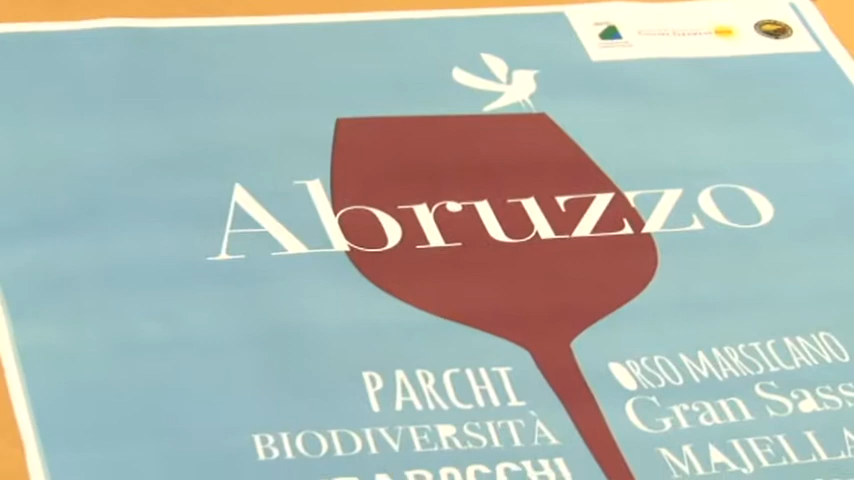 Abruzzo
PARCHI
BIODIVERSITÀ
ORSO MARSICANO
Gran Sass
MAJELLA